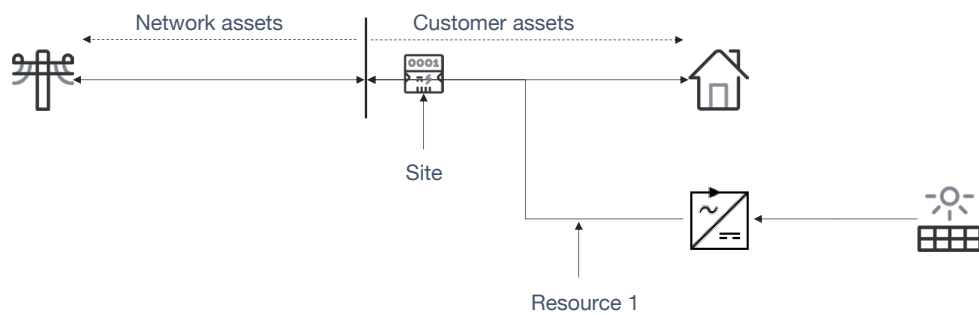 Network assets
Customer assets
0001
Site
Resource 1